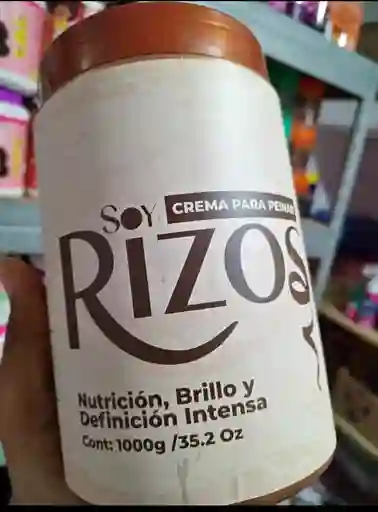 SOY
CREMA PARA PEINAR
RIZOS
Nutrición, Brillo y
Definición Intensa
Cont: 1000g /35.2 Oz